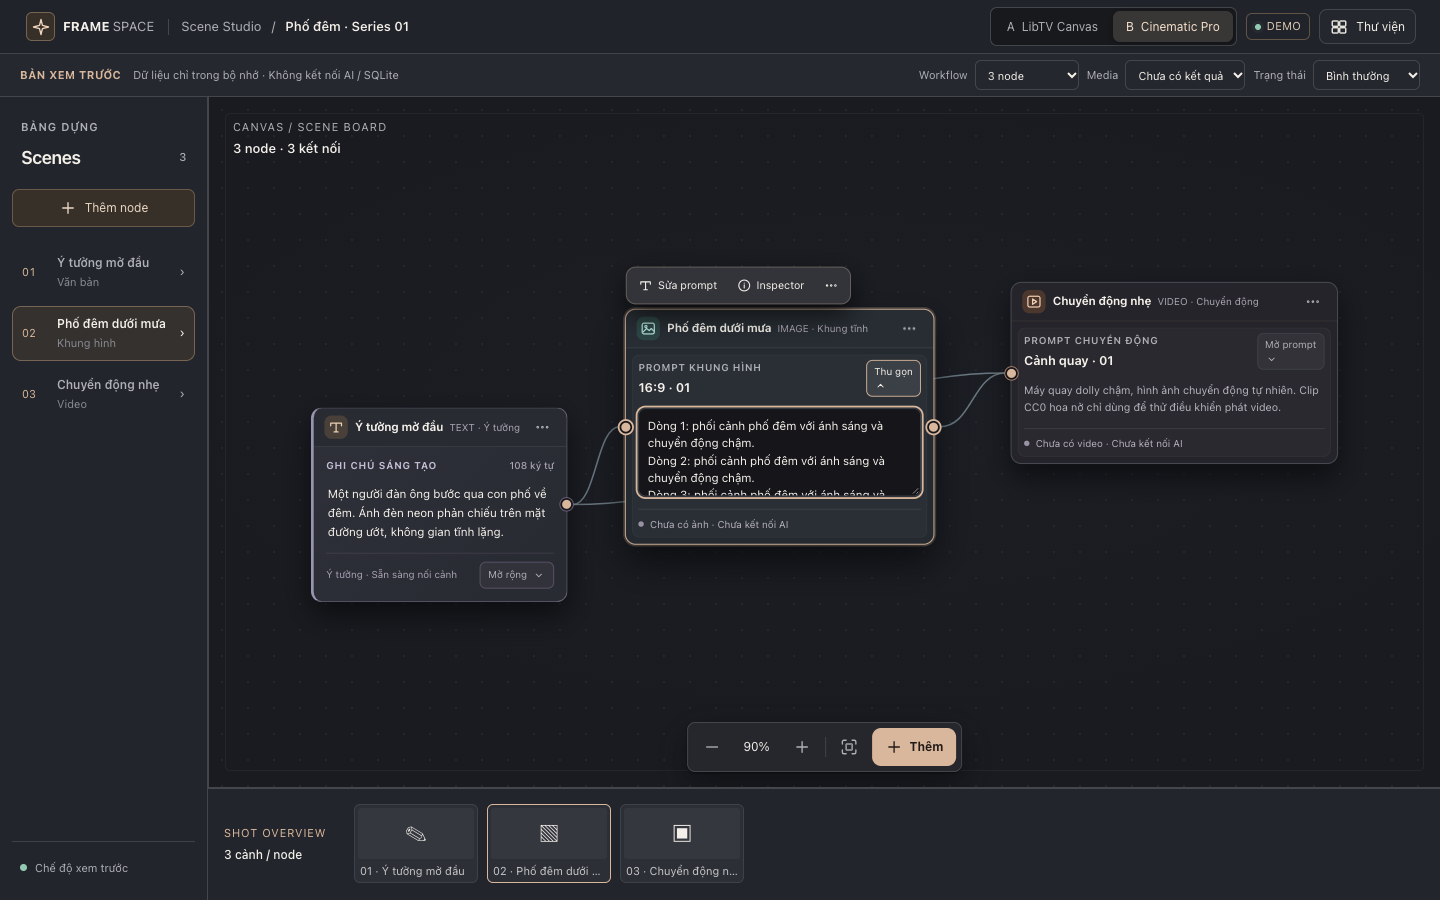 FRAME SPACE
Scene Studio / Phố đêm · Series 01
A LibTV Canvas
B Cinematic Pro
DEMO
Thư viện
BẢN XEM TRƯỚC
Dữ liệu chỉ trong bộ nhớ · Không kết nối AI / SQLite
Workflow
3 node
Media
Chưa có kết quả
Trạng thái
Bình thường
BẢNG DỰNG
Scenes
3
Thêm node
01
Ý tưởng mở đầu
Văn bản
02
Phố đêm dưới mưa
Khung hình
03
Chuyển động nhẹ
Video
Chế độ xem trước
CANVAS / SCENE BOARD
3 node · 3 kết nối
Sửa prompt
Inspector
Ý tưởng mở đầu TEXT · Ý tưởng
GHI CHÚ SÁNG TẠO
108 ký tự
Một người đàn ông bước qua con phố về
đêm. Ánh đèn neon phản chiếu trên mặt
đường ướt, không gian tĩnh lặng.
Ý tưởng · Sẵn sàng nối cảnh
Mở rộng
Phố đêm dưới mưa IMAGE · Khung tĩnh
PROMPT KHUNG HÌNH
16:9 · 01
Thu gọn
Dòng 1: phối cảnh phố đêm với ánh sáng và
chuyển động chậm.
Dòng 2: phối cảnh phố đêm với ánh sáng và
chuyển động chậm.
Dòng 3: phối cảnh phố đêm với ánh sáng và
Chưa có ảnh · Chưa kết nối AI
Chuyển động nhẹ VIDEO · Chuyển động
PROMPT CHUYỂN ĐỘNG
Cảnh quay · 01
Mở prompt
Máy quay dolly chậm, hình ảnh chuyển động tự nhiên. Clip
CC0 hoa nở chỉ dùng để thử điều khiển phát video.
Chưa có video · Chưa kết nối AI
90%
Thêm
SHOT OVERVIEW
3 cảnh / node
01 · Ý tưởng mở đầu
02 · Phố đêm dưới ...
03 · Chuyển động n...